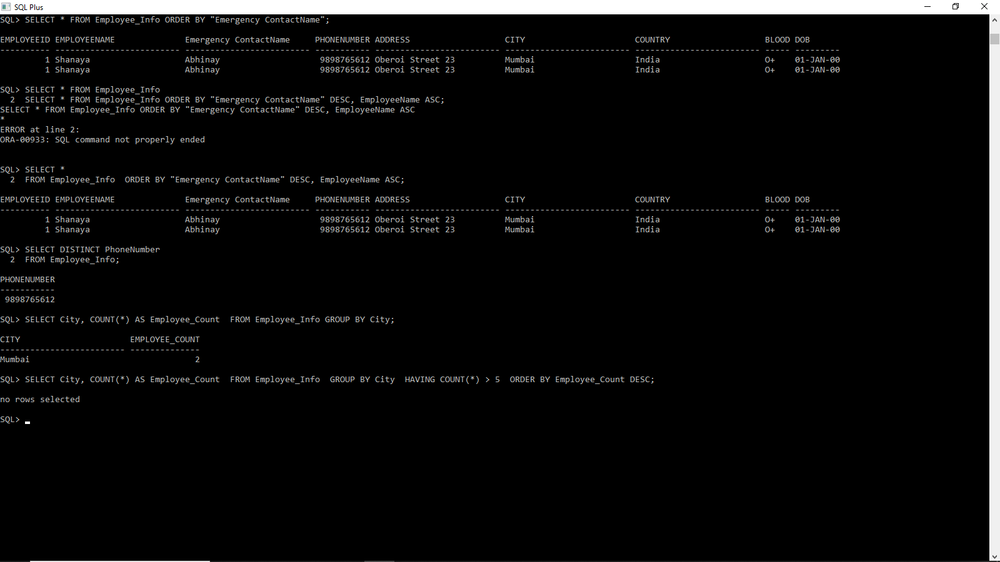 SQL Plus
SQL> SELECT * FROM Employee_Info ORDER BY "Emergency ContactName";
EMPLOYEEID EMPLOYEENAME              Emergency ContactName     PHONENUMBER ADDRESS                   CITY                      COUNTRY                   BLOOD DOB
---------- ------------------------- ------------------------- ----------- ------------------------- ------------------------- ------------------------- ----- ---------
         1 Shanaya                   Abhinay                    9898765612 Oberoi Street 23          Mumbai                    India                     O+    01-JAN-00
         1 Shanaya                   Abhinay                    9898765612 Oberoi Street 23          Mumbai                    India                     O+    01-JAN-00
SQL> SELECT * FROM Employee_Info
  2  SELECT * FROM Employee_Info ORDER BY "Emergency ContactName" DESC, EmployeeName ASC;
SELECT * FROM Employee_Info ORDER BY "Emergency ContactName" DESC, EmployeeName ASC
*
ERROR at line 2:
ORA-00933: SQL command not properly ended
SQL> SELECT *
  2  FROM Employee_Info  ORDER BY "Emergency ContactName" DESC, EmployeeName ASC;
EMPLOYEEID EMPLOYEENAME              Emergency ContactName     PHONENUMBER ADDRESS                   CITY                      COUNTRY                   BLOOD DOB
---------- ------------------------- ------------------------- ----------- ------------------------- ------------------------- ------------------------- ----- ---------
         1 Shanaya                   Abhinay                    9898765612 Oberoi Street 23          Mumbai                    India                     O+    01-JAN-00
         1 Shanaya                   Abhinay                    9898765612 Oberoi Street 23          Mumbai                    India                     O+    01-JAN-00
SQL> SELECT DISTINCT PhoneNumber
  2  FROM Employee_Info;
PHONENUMBER
-----------
 9898765612
SQL> SELECT City, COUNT(*) AS Employee_Count  FROM Employee_Info GROUP BY City;
CITY                      EMPLOYEE_COUNT
------------------------- --------------
Mumbai                                 2
SQL> SELECT City, COUNT(*) AS Employee_Count  FROM Employee_Info  GROUP BY City  HAVING COUNT(*) > 5  ORDER BY Employee_Count DESC;
no rows selected
SQL>